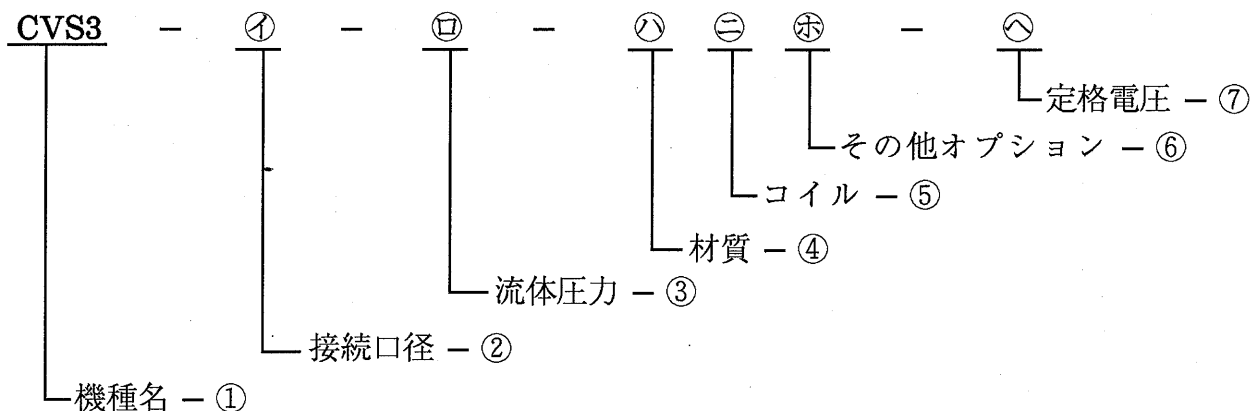 CVS3 － ㋑ － ㋺ － ㋩ ㋥ ㋭ － ㋬
定格電圧 － ⑦
その他オプション － ⑥
コイル － ⑤
材質 － ④
流体圧力 － ③
接続口径 － ②
機種名 － ①